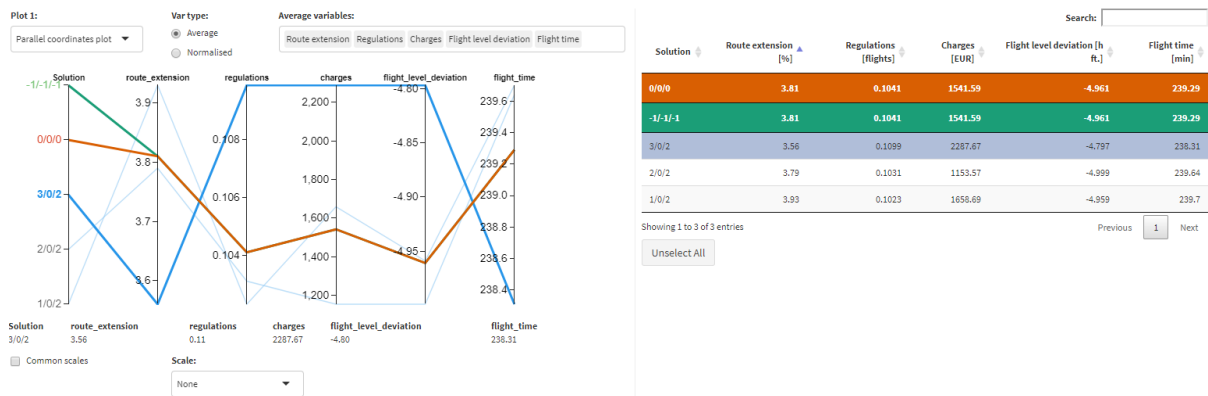 Plot 1:
Var type:
Average variables:
Parallel coordinates plot
Average
Normalised
Route extension Regulations Charges Flight level deviation Flight time
Solution route_extension regulations charges flight_level_deviation flight_time
-1/-1/-1
0/0/0
3/0/2
2/0/2
1/0/2
3.9
3.8
3.7
3.6
0.108
0.106
0.104
2,200
2,000
1,800
1,600
1,400
1,200
-4.80
-4.85
-4.90
-4.95
239.6
239.4
239.2
239.0
238.8
238.6
238.4
Solution route_extension regulations charges flight_level_deviation flight_time
3/0/2 3.56 0.11 2287.67 -4.80 238.31
Common scales
Scale:
None
Search:
Solution Route extension [%] Regulations [flights] Charges [EUR] Flight level deviation [h ft.] Flight time [min]
0/0/0 3.81 0.1041 1541.59 -4.961 239.29
-1/-1/-1 3.81 0.1041 1541.59 -4.961 239.29
3/0/2 3.56 0.1099 2287.67 -4.797 238.31
2/0/2 3.79 0.1031 1153.57 -4.999 239.64
1/0/2 3.93 0.1023 1658.69 -4.959 239.7
Showing 1 to 3 of 3 entries
Previous 1 Next
Unselect All